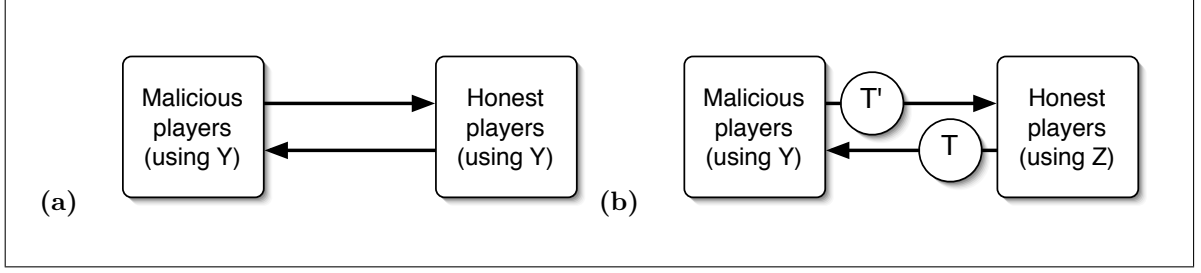 Malicious
players
(using Y)
Honest
players
(using Y)
(a)
Malicious
players
(using Y)
T'
T
Honest
players
(using Z)
(b)